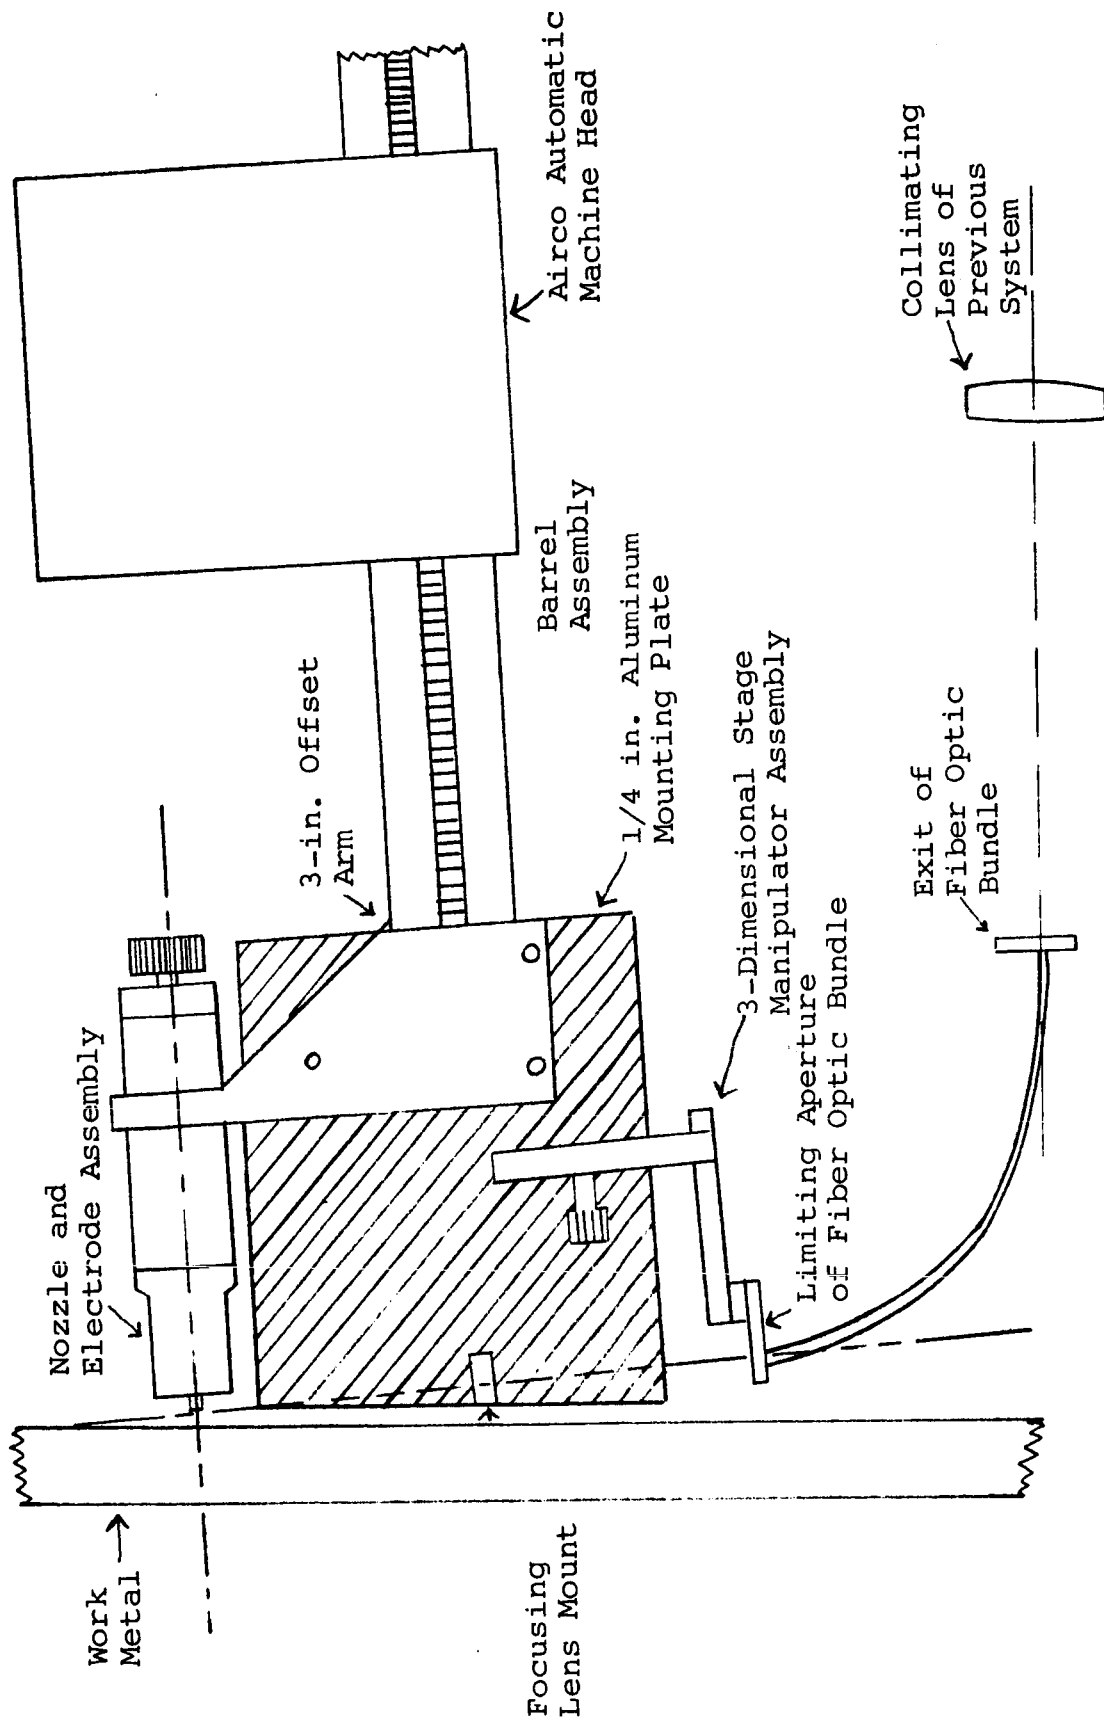 Work
Metal
Nozzle and
Electrode Assembly
3-in. Offset
Arm
Airco Automatic
Machine Head
Barrel
Assembly
1/4 in. Aluminum
Mounting Plate
3-Dimensional Stage
Manipulator Assembly
Limiting Aperture
of Fiber Optic Bundle
Focusing
Lens Mount
Exit of
Fiber Optic
Bundle
Collimating
Lens of
Previous
System